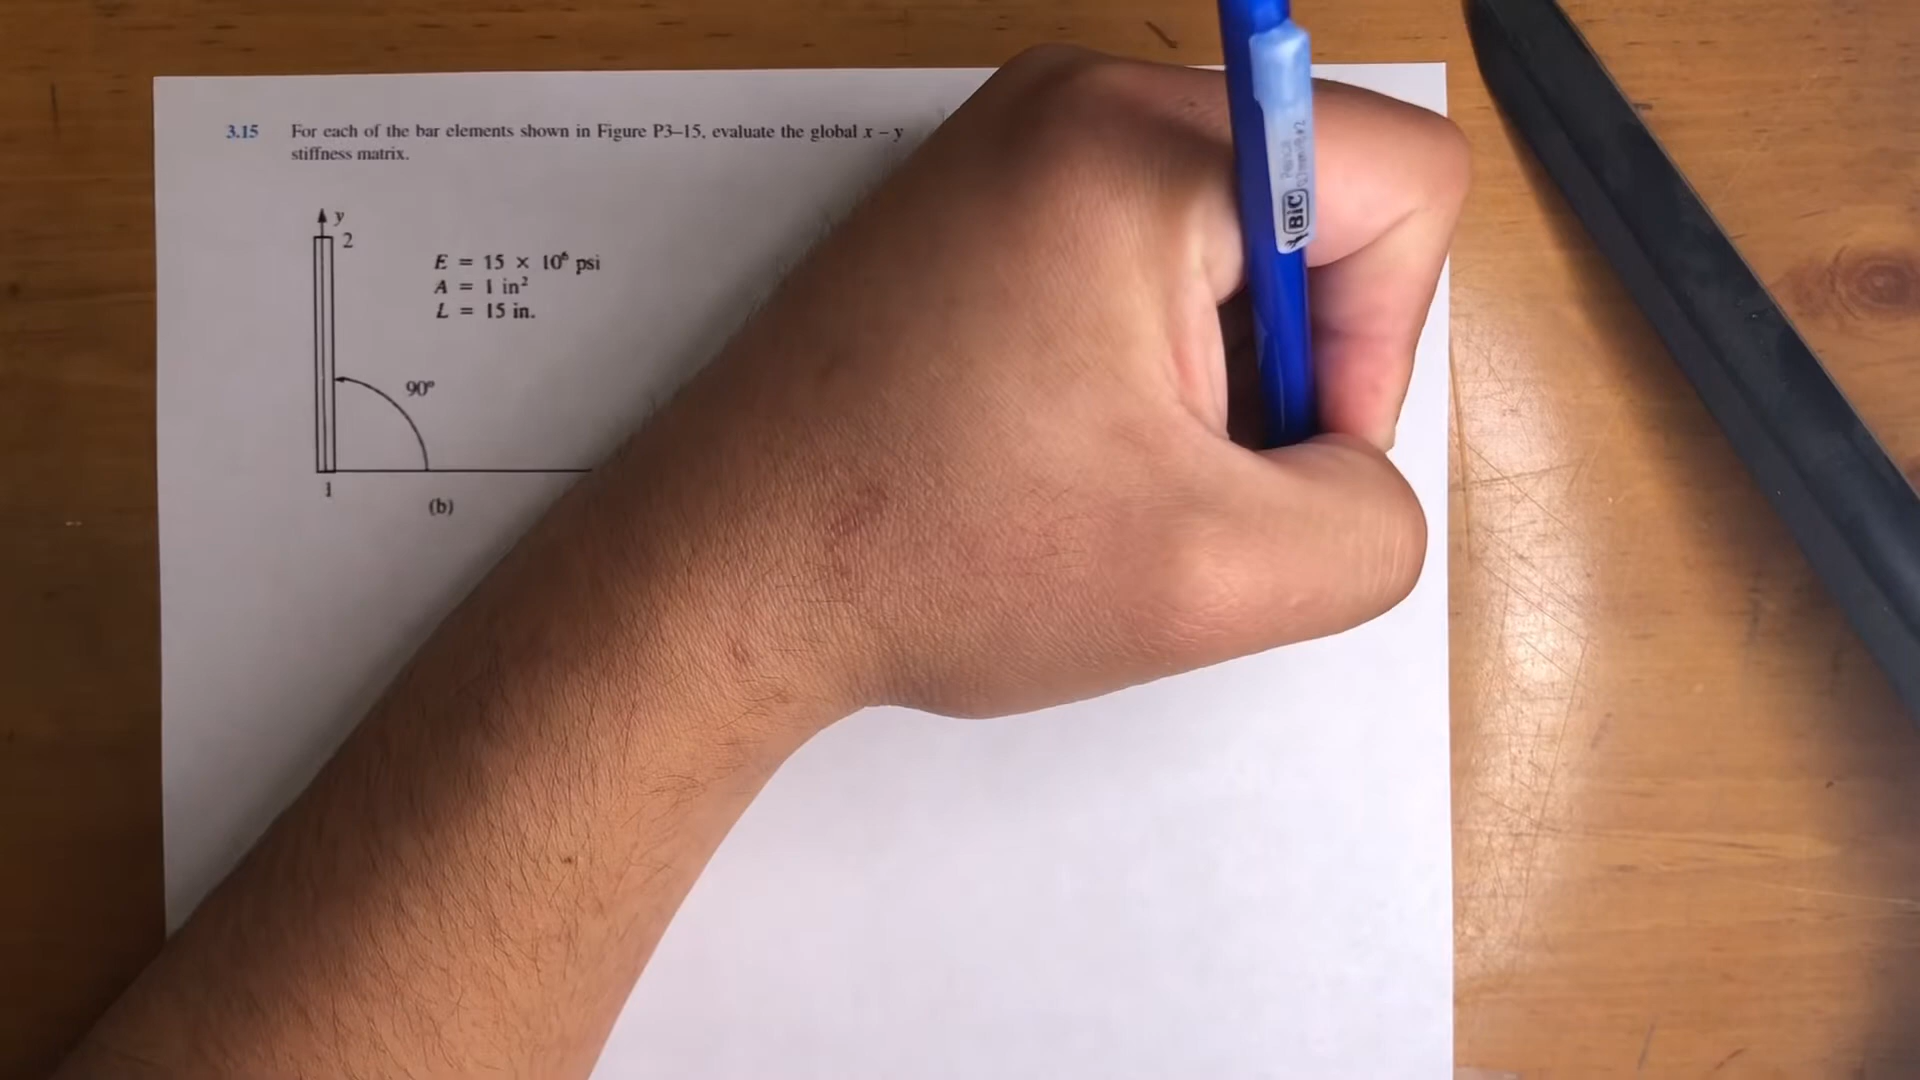 3.15 For each of the bar elements shown in Figure P3–15, evaluate the global x – y
stiffness matrix.
y
2
E = 15 × 10⁶ psi
A = 1 in²
L = 15 in.
90°
1
(b)
BIC